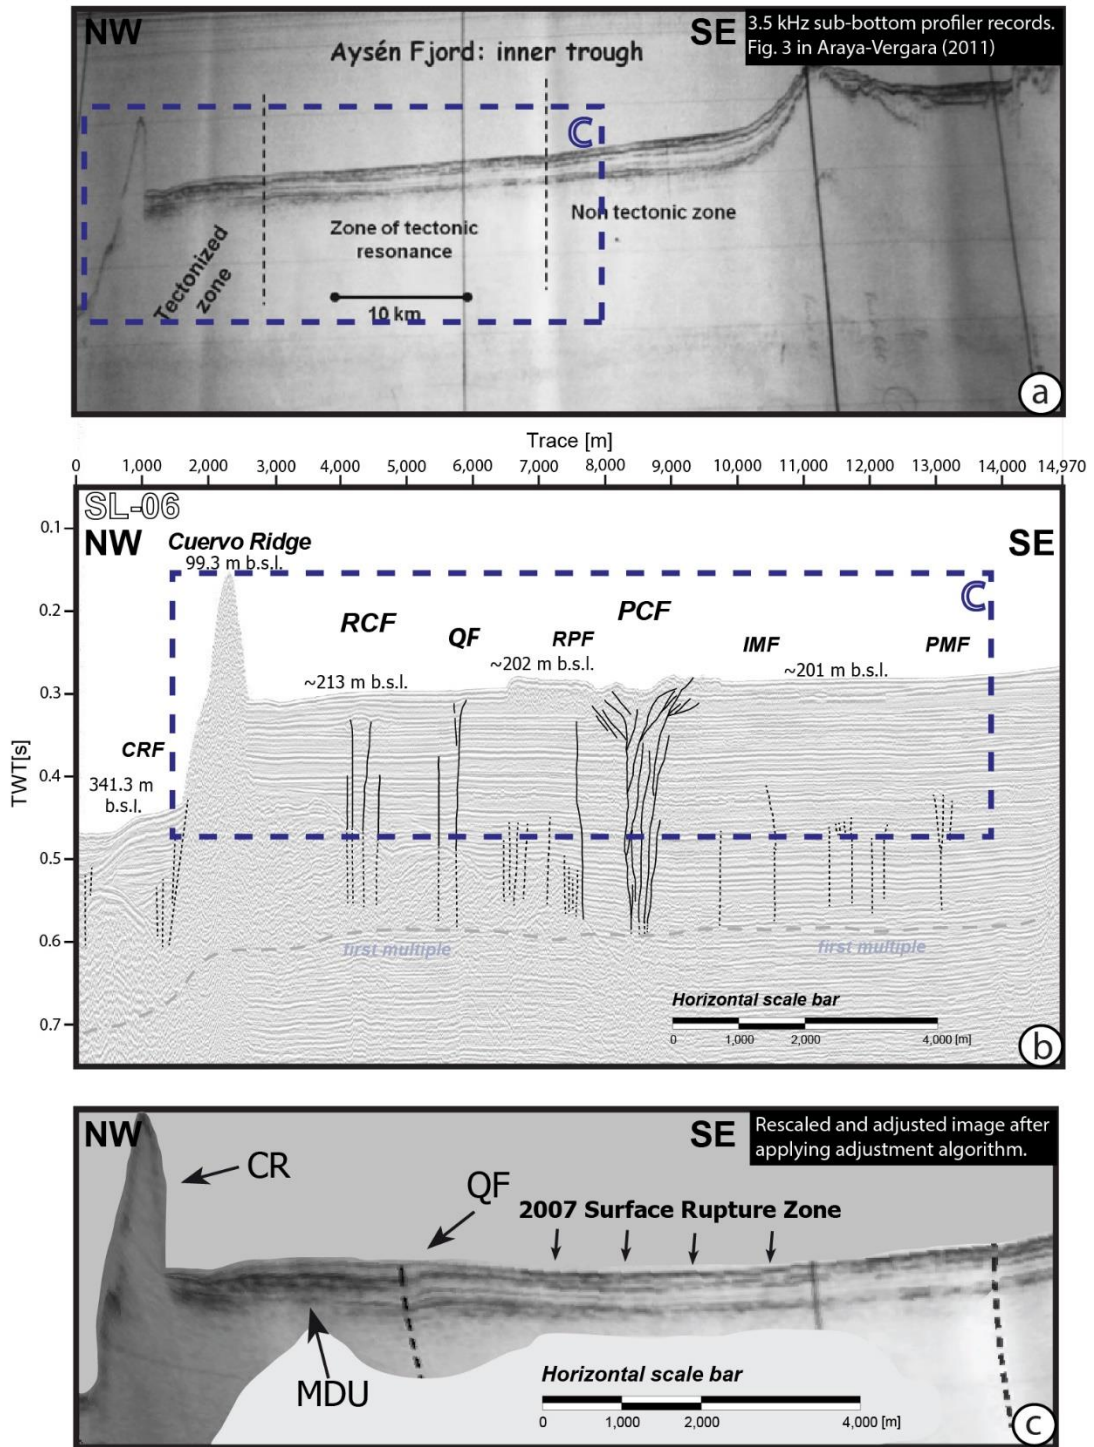 NW
SE
3.5 kHz sub-bottom profiler records.
Fig. 3 in Araya-Vergara (2011)
Aysén Fjord: inner trough
C
Tectonized
zone
Zone of tectonic
resonance
Non tectonic zone
10 km
a
Trace [m]
0 1,000 2,000 3,000 4,000 5,000 6,000 7,000 8,000 9,000 10,000 11,000 12,000 13,000 14,000 14,970
SL-06
NW
SE
TWT[s]
0.1
0.2
0.3
0.4
0.5
0.6
0.7
Cuervo Ridge
99.3 m b.s.l.
C
RCF
QF
RPF
PCF
IMF
PMF
~213 m b.s.l.
~202 m b.s.l.
~201 m b.s.l.
CRF
341.3 m
b.s.l.
first multiple
first multiple
Horizontal scale bar
0 1,000 2,000 4,000 [m]
b
NW
SE
Rescaled and adjusted image after
applying adjustment algorithm.
CR
QF
2007 Surface Rupture Zone
MDU
Horizontal scale bar
0 1,000 2,000 4,000 [m]
c